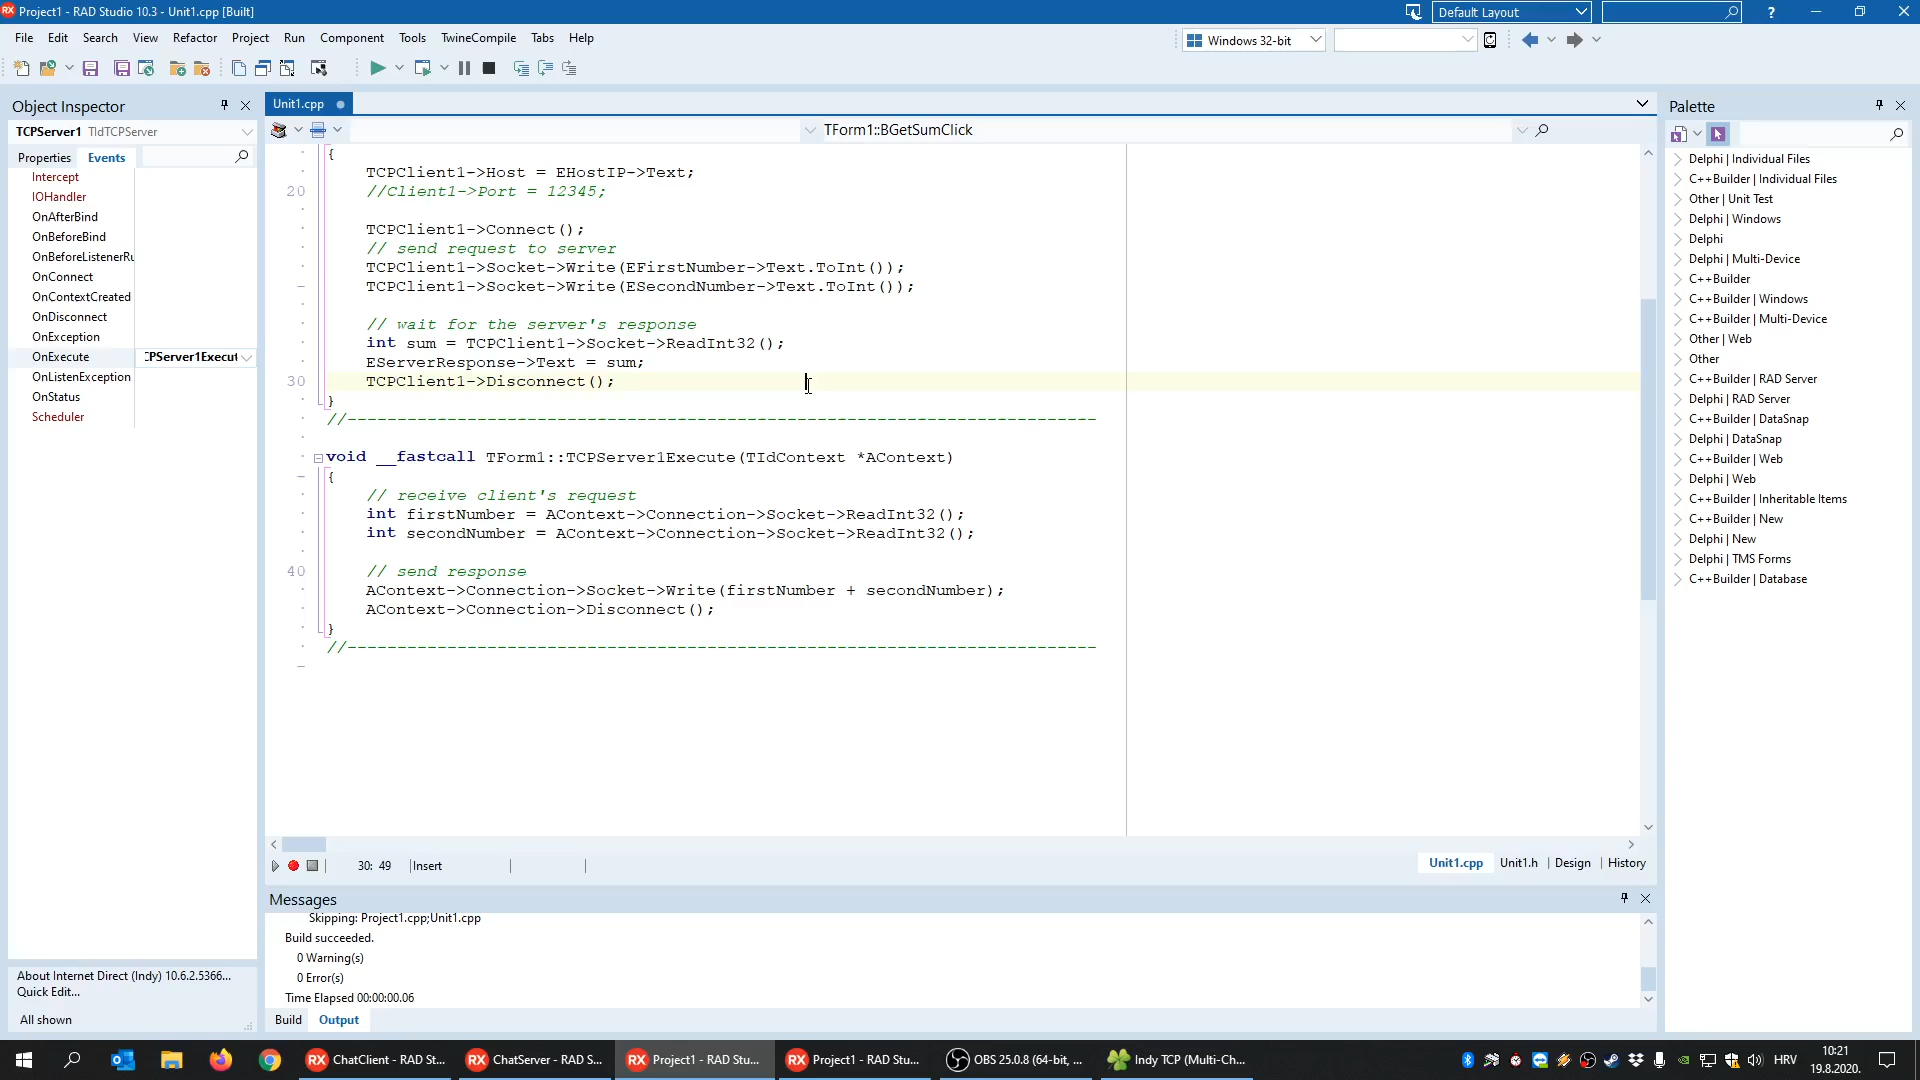 Project1 - RAD Studio 10.3 - Unit1.cpp [Built]
Default Layout
File Edit Search View Refactor Project Run Component Tools TwineCompile Tabs Help
Windows 32-bit
Object Inspector
TCPServer1 TIdTCPServer
Properties Events
Intercept
IOHandler
OnAfterBind
OnBeforeBind
OnBeforeListenerRu
OnConnect
OnContextCreated
OnDisconnect
OnException
OnExecute :PServer1Execut
OnListenException
OnStatus
Scheduler
About Internet Direct (Indy) 10.6.2.5366...
Quick Edit...
All shown
Unit1.cpp
TForm1::BGetSumClick
{
TCPClient1->Host = EHostIP->Text;
20 //Client1->Port = 12345;
TCPClient1->Connect();
// send request to server
TCPClient1->Socket->Write(EFirstNumber->Text.ToInt());
TCPClient1->Socket->Write(ESecondNumber->Text.ToInt());
// wait for the server's response
int sum = TCPClient1->Socket->ReadInt32();
EServerResponse->Text = sum;
30 TCPClient1->Disconnect();
}
//---------------------------------------------------------------------------
void __fastcall TForm1::TCPServer1Execute(TIdContext *AContext)
{
// receive client's request
int firstNumber = AContext->Connection->Socket->ReadInt32();
int secondNumber = AContext->Connection->Socket->ReadInt32();
40 // send response
AContext->Connection->Socket->Write(firstNumber + secondNumber);
AContext->Connection->Disconnect();
}
//---------------------------------------------------------------------------
30: 49 Insert
Unit1.cpp Unit1.h Design History
Messages
Skipping: Project1.cpp;Unit1.cpp
Build succeeded.
0 Warning(s)
0 Error(s)
Time Elapsed 00:00:00.06
Build Output
Palette
Delphi | Individual Files
C++Builder | Individual Files
Other | Unit Test
Delphi | Windows
Delphi
Delphi | Multi-Device
C++Builder
C++Builder | Windows
C++Builder | Multi-Device
Other | Web
Other
C++Builder | RAD Server
Delphi | RAD Server
C++Builder | DataSnap
Delphi | DataSnap
C++Builder | Web
Delphi | Web
C++Builder | Inheritable Items
C++Builder | New
Delphi | New
Delphi | TMS Forms
C++Builder | Database
ChatClient - RAD St...
ChatServer - RAD S...
Project1 - RAD Stu...
Project1 - RAD Stu...
OBS 25.0.8 (64-bit, ...
Indy TCP (Multi-Ch...
HRV
10:21
19.8.2020.